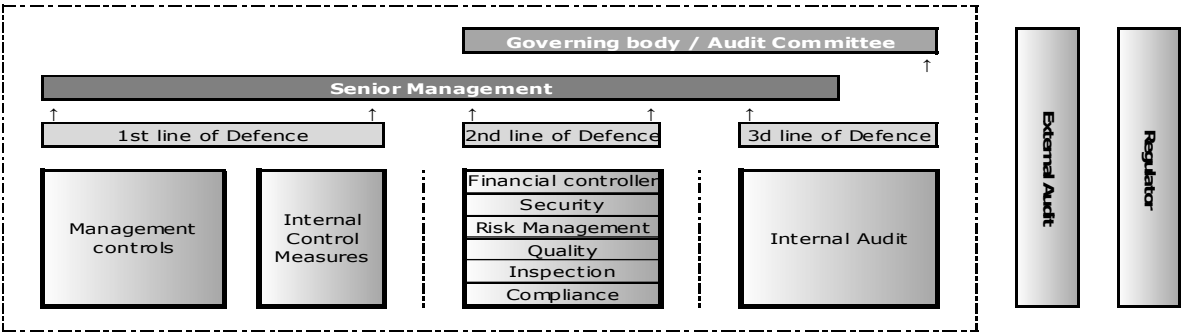 Governing body / Audit Committee
↑
Senior Management
↑ ↑ ↑ ↑ ↑
1st line of Defence
2nd line of Defence
3d line of Defence
Management
controls
Internal
Control
Measures
Financial controller
Security
Risk Management
Quality
Inspection
Compliance
Internal Audit
External Audit
Regulator